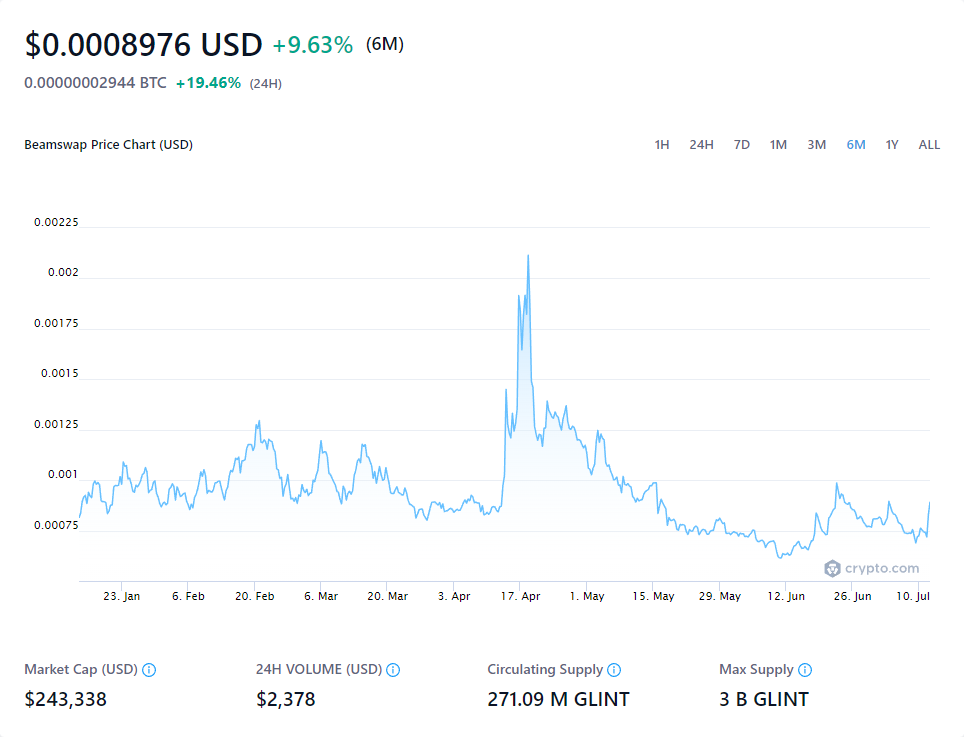 $0.0008976 USD +9.63% (6M)
0.00000002944 BTC +19.46% (24H)
Beamswap Price Chart (USD) 1H 24H 7D 1M 3M 6M 1Y ALL
0.00225
0.002
0.00175
0.0015
0.00125
0.001
0.00075
crypto.com
23. Jan 6. Feb 20. Feb 6. Mar 20. Mar 3. Apr 17. Apr 1. May 15. May 29. May 12. Jun 26. Jun 10. Jul
Market Cap (USD) 24H VOLUME (USD) Circulating Supply Max Supply
$243,338 $2,378 271.09 M GLINT 3 B GLINT